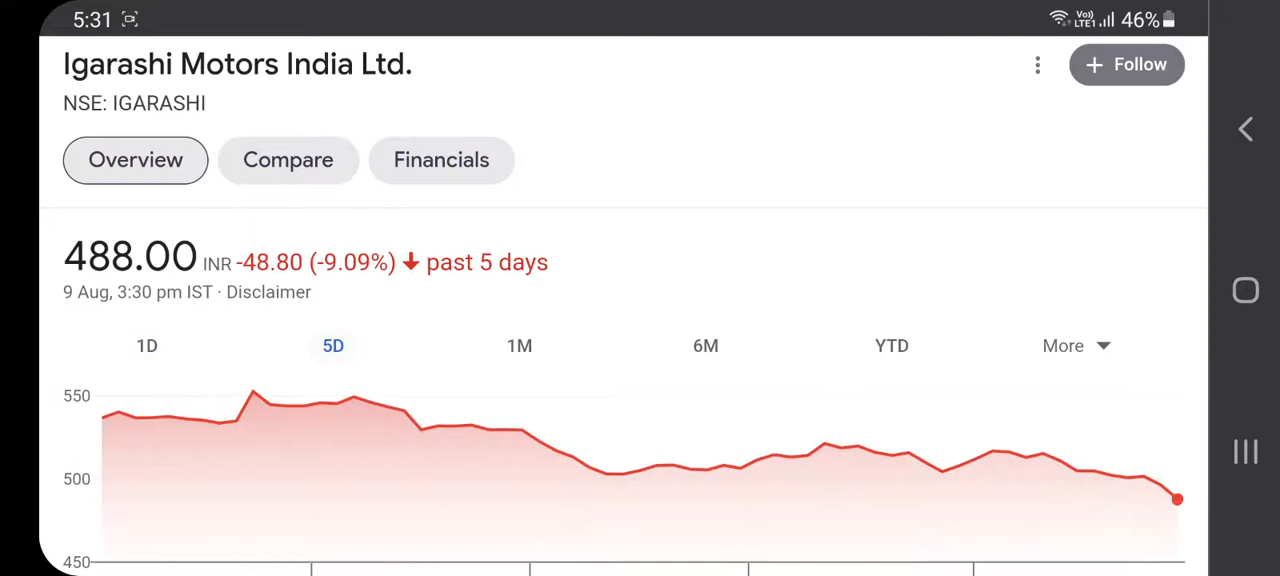 5:31 Vo) LTE1 46%
Igarashi Motors India Ltd.
+ Follow
NSE: IGARASHI
Overview Compare Financials
488.00 INR -48.80 (-9.09%) ↓ past 5 days
9 Aug, 3:30 pm IST · Disclaimer
1D 5D 1M 6M YTD More
550
500
450